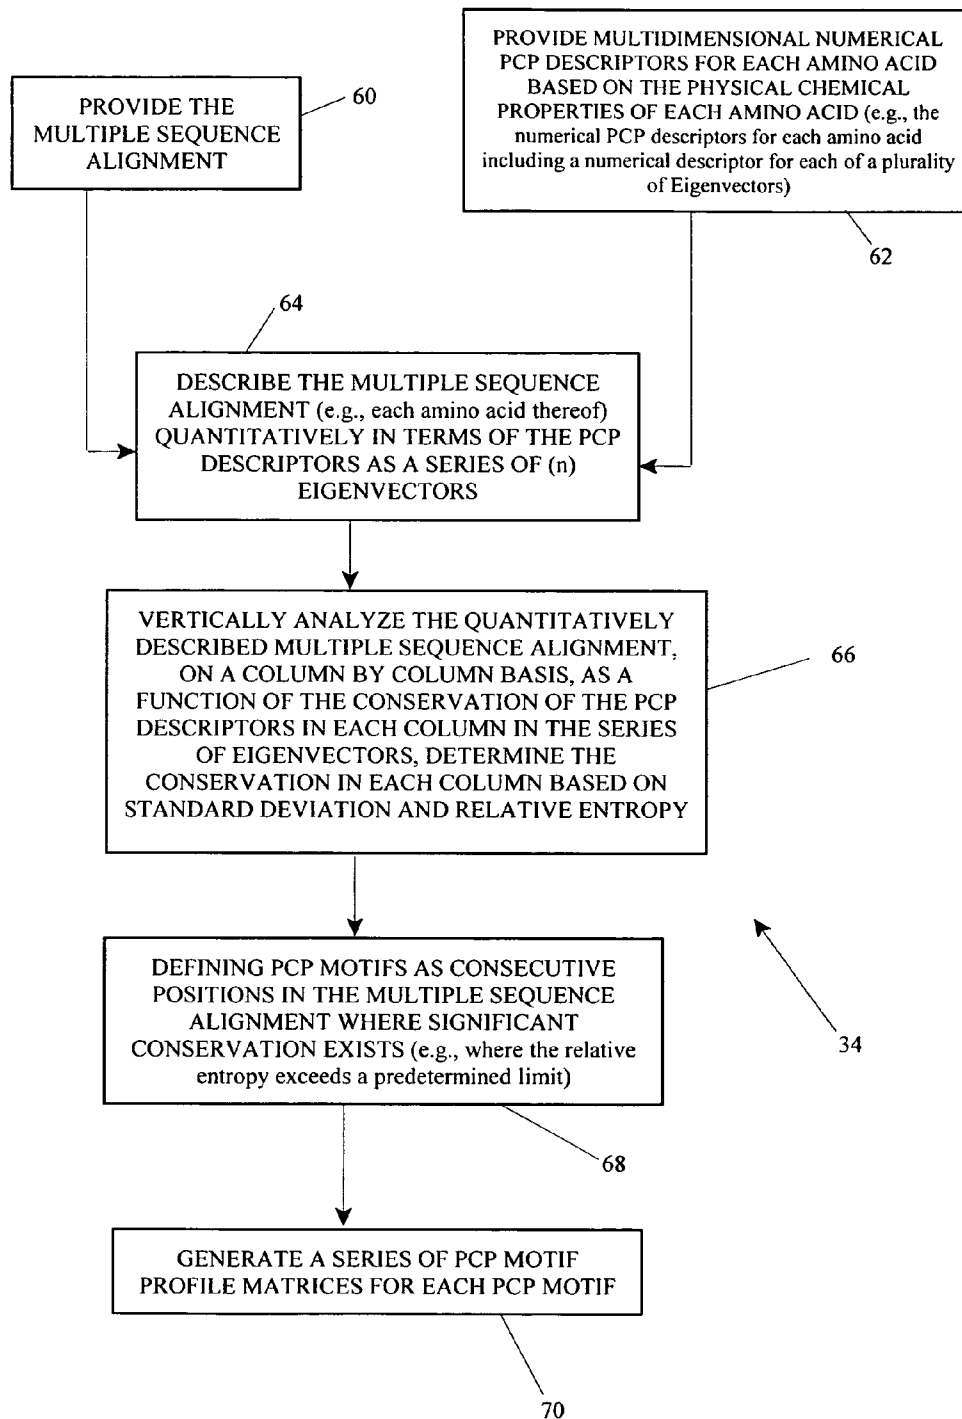 PROVIDE THE
MULTIPLE SEQUENCE
ALIGNMENT
60
PROVIDE MULTIDIMENSIONAL NUMERICAL
PCP DESCRIPTORS FOR EACH AMINO ACID
BASED ON THE PHYSICAL CHEMICAL
PROPERTIES OF EACH AMINO ACID (e.g., the
numerical PCP descriptors for each amino acid
including a numerical descriptor for each of a plurality
of Eigenvectors)
62
64
DESCRIBE THE MULTIPLE SEQUENCE
ALIGNMENT (e.g., each amino acid thereof)
QUANTITATIVELY IN TERMS OF THE PCP
DESCRIPTORS AS A SERIES OF (n)
EIGENVECTORS
VERTICALLY ANALYZE THE QUANTITATIVELY
DESCRIBED MULTIPLE SEQUENCE ALIGNMENT,
ON A COLUMN BY COLUMN BASIS, AS A
FUNCTION OF THE CONSERVATION OF THE PCP
DESCRIPTORS IN EACH COLUMN IN THE SERIES
OF EIGENVECTORS, DETERMINE THE
CONSERVATION IN EACH COLUMN BASED ON
STANDARD DEVIATION AND RELATIVE ENTROPY
66
DEFINING PCP MOTIFS AS CONSECUTIVE
POSITIONS IN THE MULTIPLE SEQUENCE
ALIGNMENT WHERE SIGNIFICANT
CONSERVATION EXISTS (e.g., where the relative
entropy exceeds a predetermined limit)
34
68
GENERATE A SERIES OF PCP MOTIF
PROFILE MATRICES FOR EACH PCP MOTIF
70